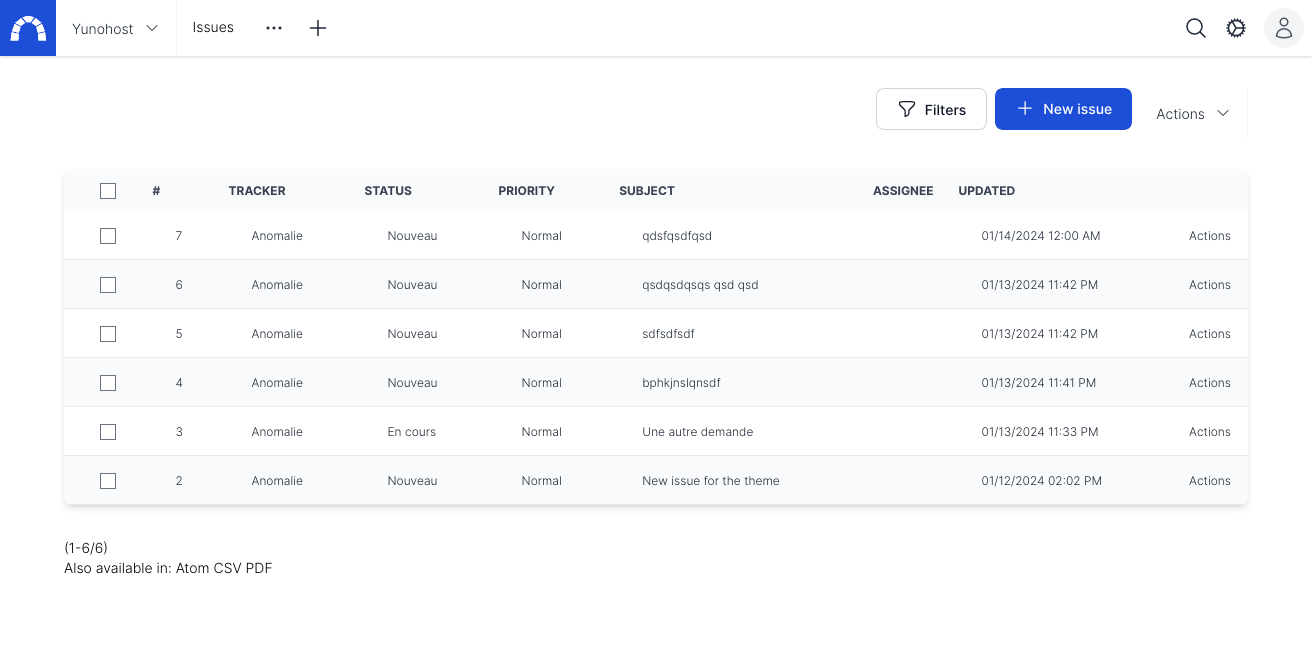 Yunohost Issues
Filters New issue Actions
# TRACKER STATUS PRIORITY SUBJECT ASSIGNEE UPDATED
7 Anomalie Nouveau Normal qdsfqsdfqsd 01/14/2024 12:00 AM Actions
6 Anomalie Nouveau Normal qsdqsdqsqs qsd qsd 01/13/2024 11:42 PM Actions
5 Anomalie Nouveau Normal sdfsdfsdf 01/13/2024 11:42 PM Actions
4 Anomalie Nouveau Normal bphkjnslqnsdf 01/13/2024 11:41 PM Actions
3 Anomalie En cours Normal Une autre demande 01/13/2024 11:33 PM Actions
2 Anomalie Nouveau Normal New issue for the theme 01/12/2024 02:02 PM Actions
(1-6/6)
Also available in: Atom CSV PDF